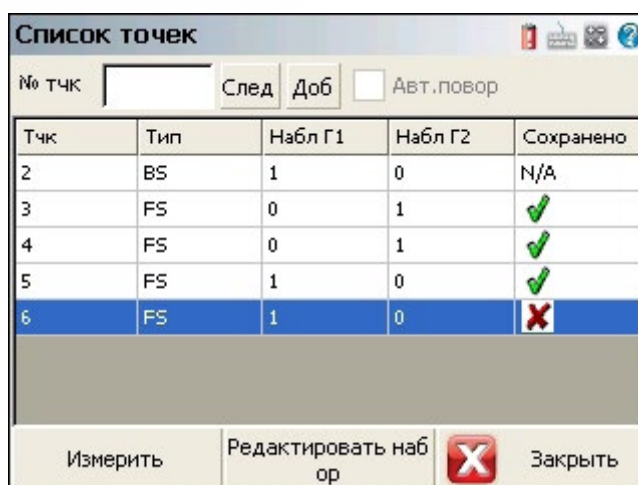 Список точек
№ тчк След Доб Авт.повор
Тчк Тип Набл Г1 Набл Г2 Сохранено
2 BS 1 0 N/A
3 FS 0 1
4 FS 0 1
5 FS 1 0
6 FS 1 0
Измерить Редактировать наб
ор Закрыть